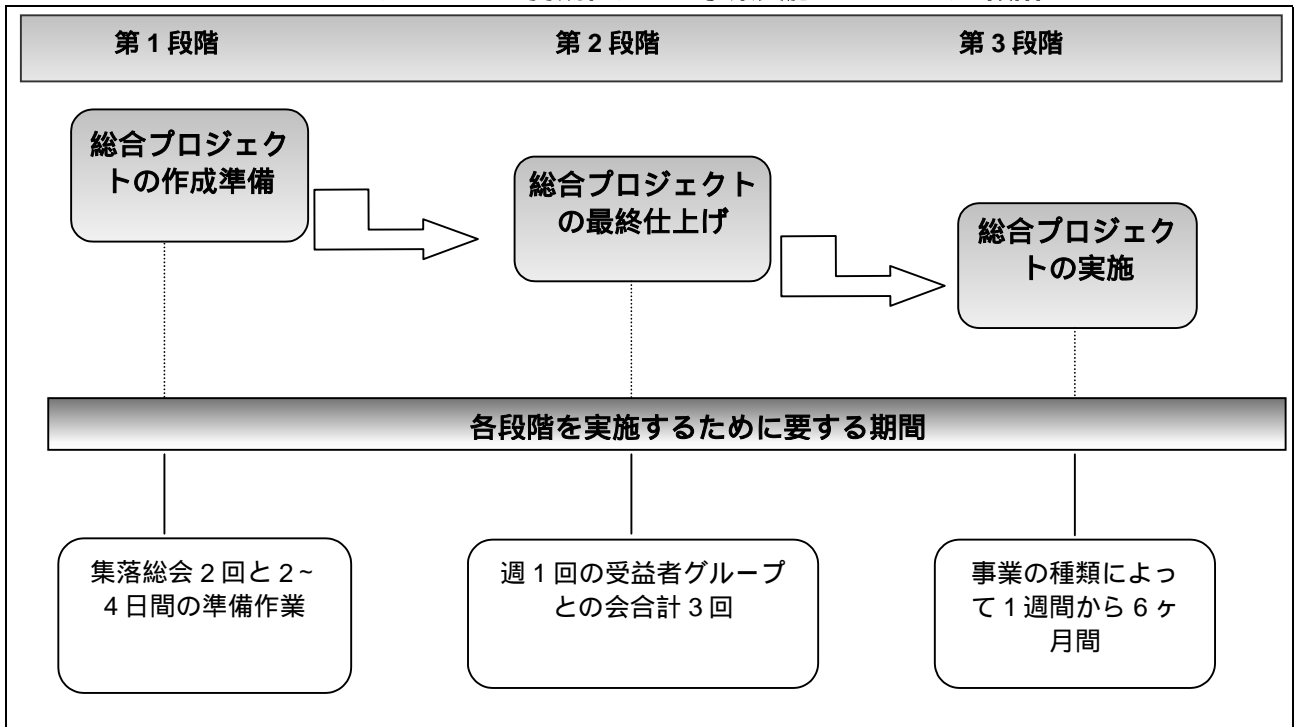 第1段階
第2段階
第3段階
総合プロジェク
トの作成準備
総合プロジェクト
の最終仕上げ
総合プロジェク
トの実施
各段階を実施するために要する期間
集落総会2回と2~
4日間の準備作業
週1回の受益者グループ
との会合計3回
事業の種類によっ
て1週間から6ヶ
月間